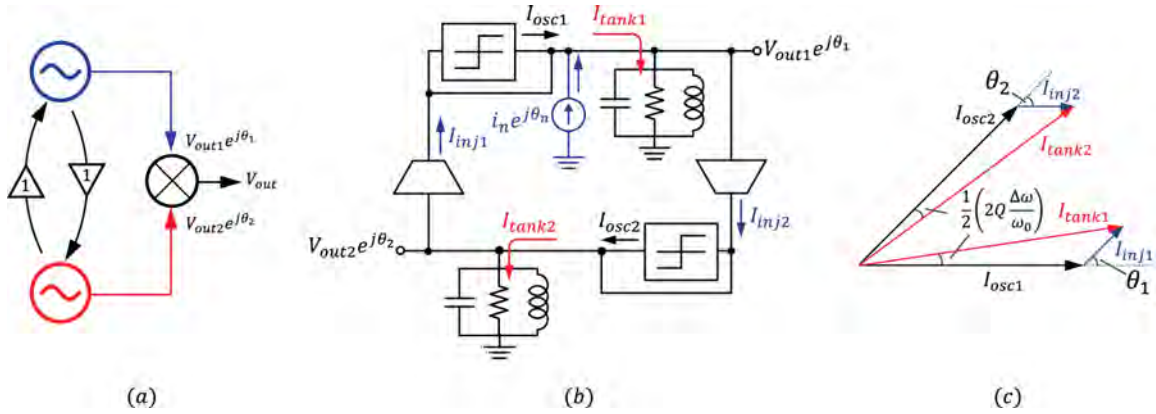 1
1
V_{out1}e^{jθ_1}
V_{out}
V_{out2}e^{jθ_2}
(a)
I_{osc1}
I_{tank1}
V_{out1}e^{jθ_1}
i_n e^{jθ_n}
I_{inj1}
I_{inj2}
I_{osc2}
I_{tank2}
V_{out2}e^{jθ_2}
(b)
θ_2
I_{inj2}
I_{osc2}
I_{tank2}
\frac{1}{2}(2Q\frac{Δω}{ω_0})
I_{tank1}
I_{inj1}
I_{osc1}
θ_1
(c)